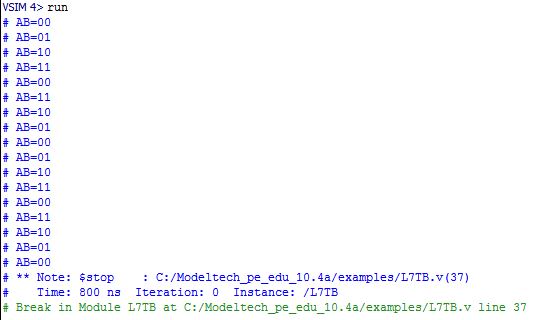 VSIM 4> run
# AB=00
# AB=01
# AB=10
# AB=11
# AB=00
# AB=11
# AB=10
# AB=01
# AB=00
# AB=01
# AB=10
# AB=11
# AB=00
# AB=11
# AB=10
# AB=01
# AB=00
# ** Note: $stop    : C:/Modeltech_pe_edu_10.4a/examples/L7TB.v(37)
#    Time: 800 ns  Iteration: 0  Instance: /L7TB
# Break in Module L7TB at C:/Modeltech_pe_edu_10.4a/examples/L7TB.v line 37